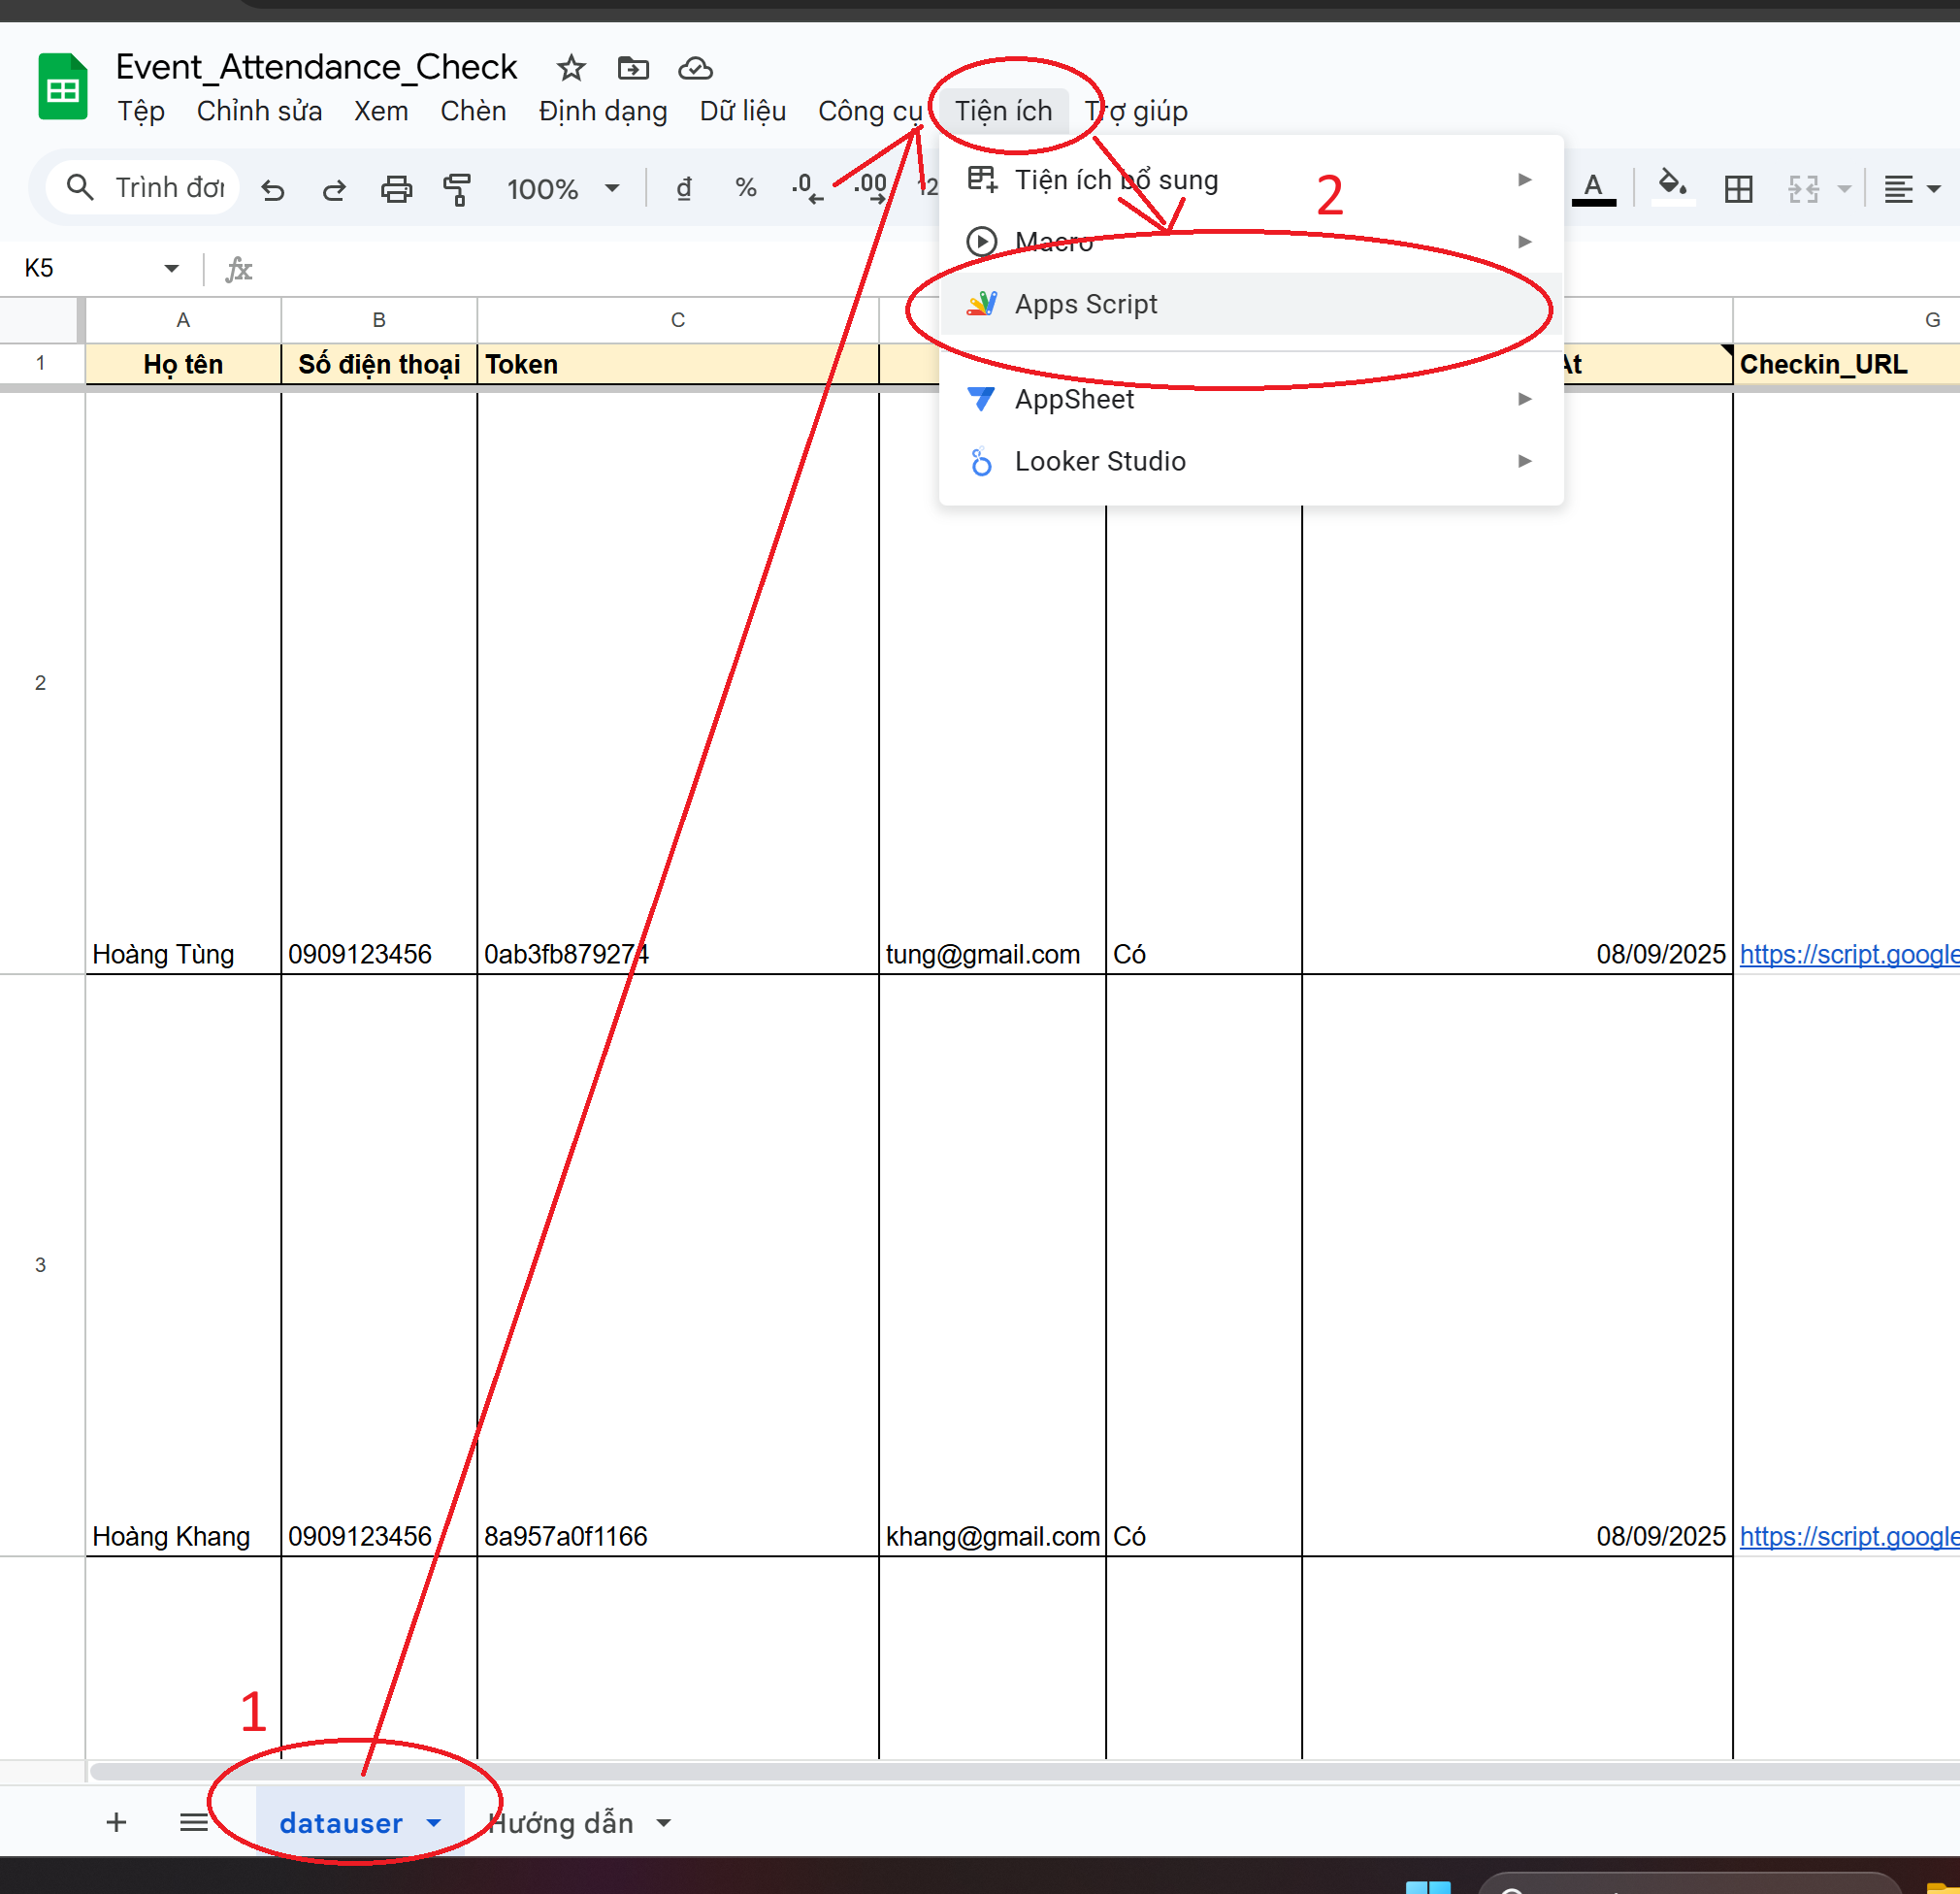 Event_Attendance_Check
Tệp Chỉnh sửa Xem Chèn Định dạng Dữ liệu Công cụ Tiện ích Trợ giúp
100% đ % .0 .00 12 A
Tiện ích bổ sung
2
Macro
Apps Script
AppSheet
Looker Studio
K5 fx
A B C G
1 Họ tên Số điện thoại Token At Checkin_URL
2 Hoàng Tùng 0909123456 0ab3fb879274 tung@gmail.com Có 08/09/2025 https://script.google
3 Hoàng Khang 0909123456 8a957a0f1166 khang@gmail.com Có 08/09/2025 https://script.google
1
datauser Hướng dẫn